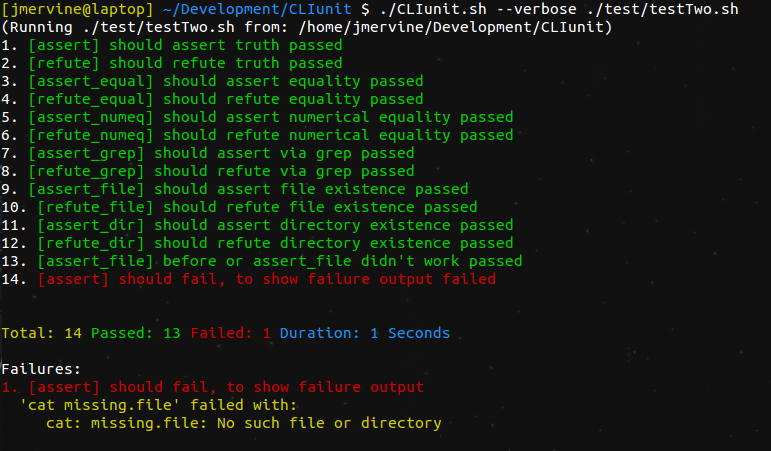 [jmervine@laptop] ~/Development/CLIunit $ ./CLIunit.sh --verbose ./test/testTwo.sh
(Running ./test/testTwo.sh from: /home/jmervine/Development/CLIunit)
1. [assert] should assert truth passed
2. [refute] should refute truth passed
3. [assert_equal] should assert equality passed
4. [refute_equal] should refute equality passed
5. [assert_numeq] should assert numerical equality passed
6. [refute_numeq] should refute numerical equality passed
7. [assert_grep] should assert via grep passed
8. [refute_grep] should refute via grep passed
9. [assert_file] should assert file existence passed
10. [refute_file] should refute file existence passed
11. [assert_dir] should assert directory existence passed
12. [refute_dir] should refute directory existence passed
13. [assert_file] before or assert_file didn't work passed
14. [assert] should fail, to show failure output failed
Total: 14 Passed: 13 Failed: 1 Duration: 1 Seconds
Failures:
1. [assert] should fail, to show failure output
'cat missing.file' failed with:
cat: missing.file: No such file or directory